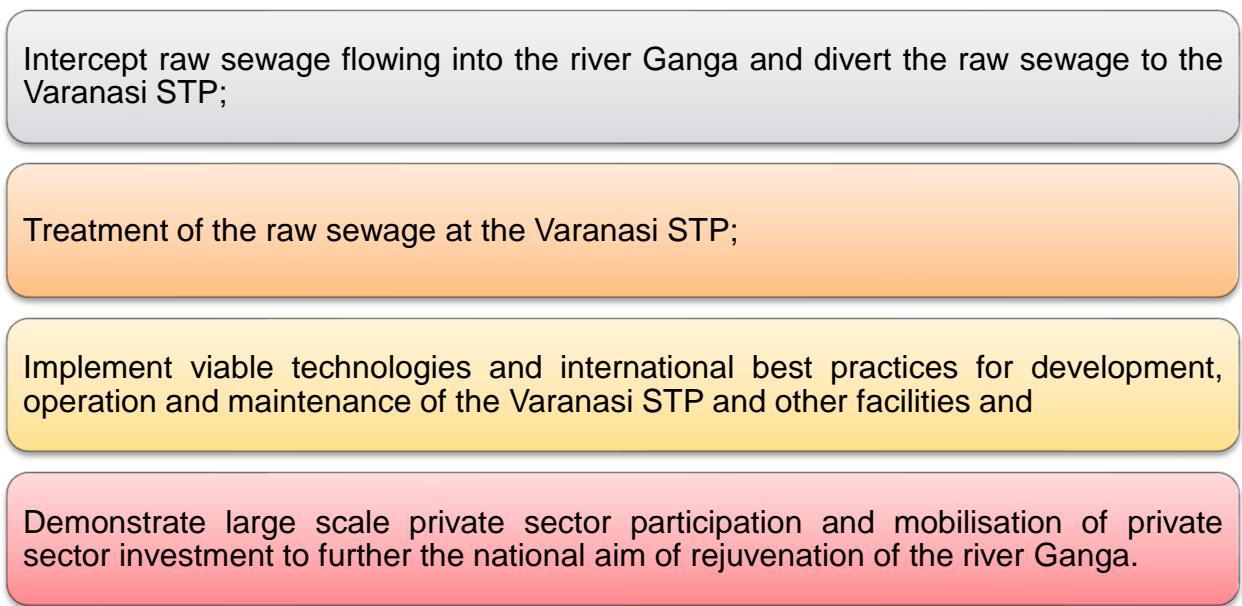 Intercept raw sewage flowing into the river Ganga and divert the raw sewage to the
Varanasi STP;
Treatment of the raw sewage at the Varanasi STP;
Implement viable technologies and international best practices for development,
operation and maintenance of the Varanasi STP and other facilities and
Demonstrate large scale private sector participation and mobilisation of private
sector investment to further the national aim of rejuvenation of the river Ganga.